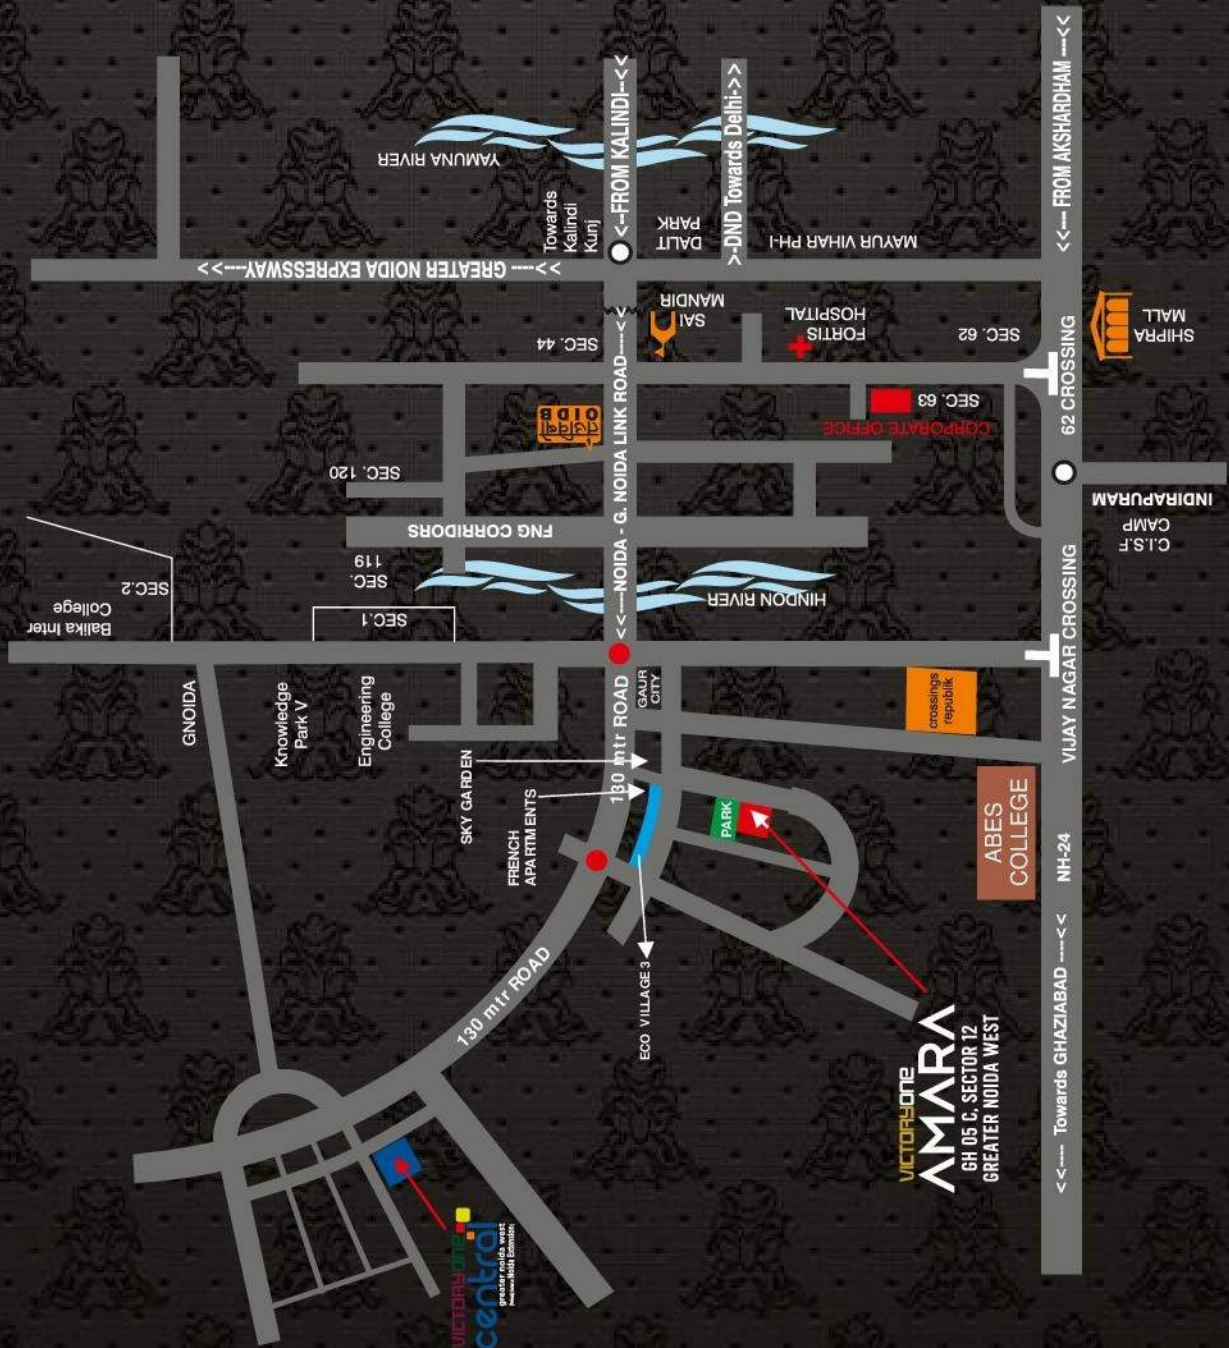 YAMUNA RIVER
<-FROM KALINDI--<<
>-DND Towards Delhi->>
<<---- FROM AKSHARDHAM ----<<
Towards
Kalindi
Kunj
DALIT
PARK
MAYUR VIHAR PH-I
<<----GREATER NOIDA EXPRESSWAY---->>
SEC. 44
SAI
MANDIR
FORTIS
HOSPITAL
SEC. 62
SHIPRA
MALL
62 CROSSING
SEC. 63
CORPORATE OFFICE
OIDB
<<----NOIDA - G. NOIDA LINK ROAD----<
SEC. 120
FNG CORRIDORS
INDIRAPURAM
C.I.S.F
CAMP
SEC.
119
HINDON RIVER
SEC.2
Balika Inter
College
SEC.1
VIJAY NAGAR CROSSING
GNOIDA
Knowledge
Park V
Engineering
College
130 mtr ROAD
GAUR
CITY
crossings
republik
SKY GARDEN
FRENCH
APARTMENTS
PARK
ABES
COLLEGE
NH-24
130 mtr ROAD
ECO VILLAGE 3
<<---- Towards GHAZIABAD ----<<
VICTORYONE
AMARA
GH 05 C, SECTOR 12
GREATER NOIDA WEST
VICTORYONE
central
greater noida west